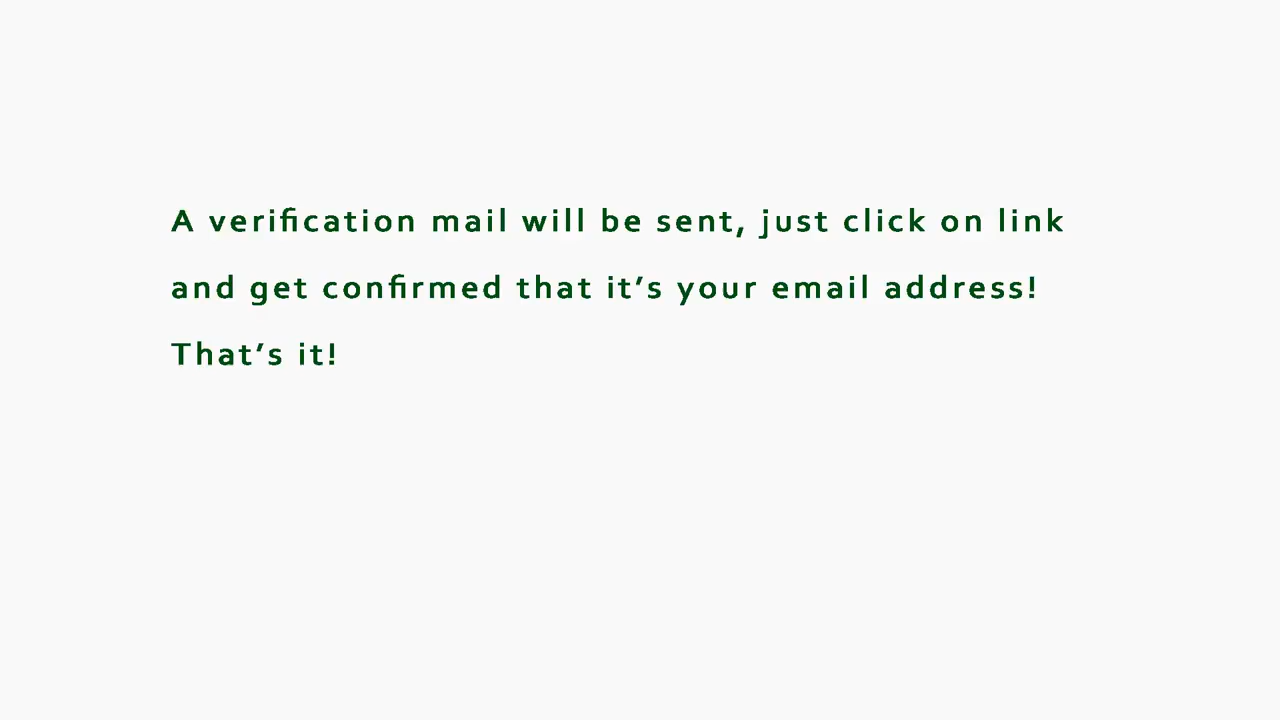 A verification mail will be sent, just click on link
and get confirmed that it’s your email address!
That’s it!